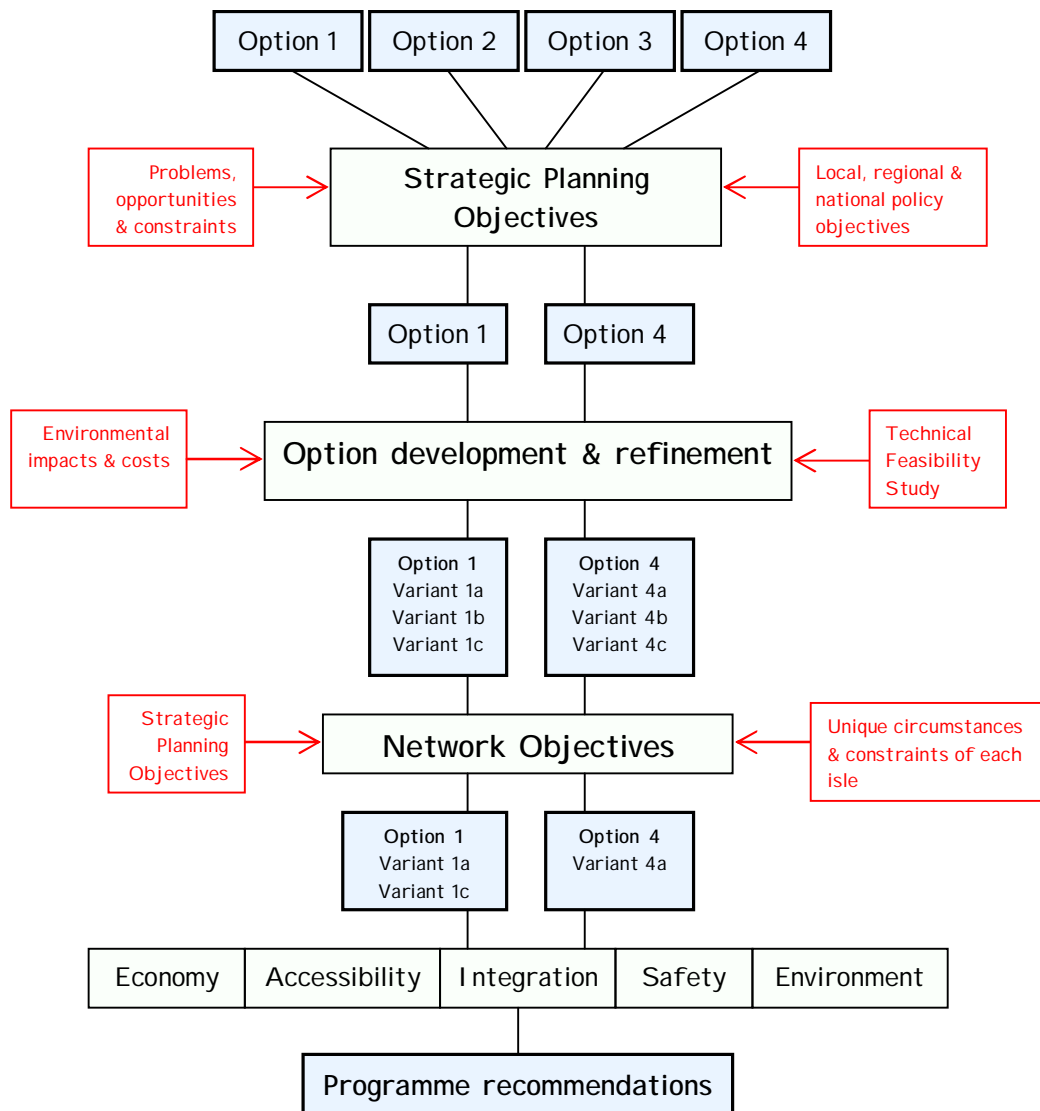 Option 1
Option 2
Option 3
Option 4
Problems,
opportunities
& constraints
Strategic Planning
Objectives
Local, regional &
national policy
objectives
Option 1
Option 4
Environmental
impacts & costs
Option development & refinement
Technical
Feasibility
Study
Option 1
Variant 1a
Variant 1b
Variant 1c
Option 4
Variant 4a
Variant 4b
Variant 4c
Strategic
Planning
Objectives
Network Objectives
Unique circumstances
& constraints of each
isle
Option 1
Variant 1a
Variant 1c
Option 4
Variant 4a
Economy
Accessibility
Integration
Safety
Environment
Programme recommendations